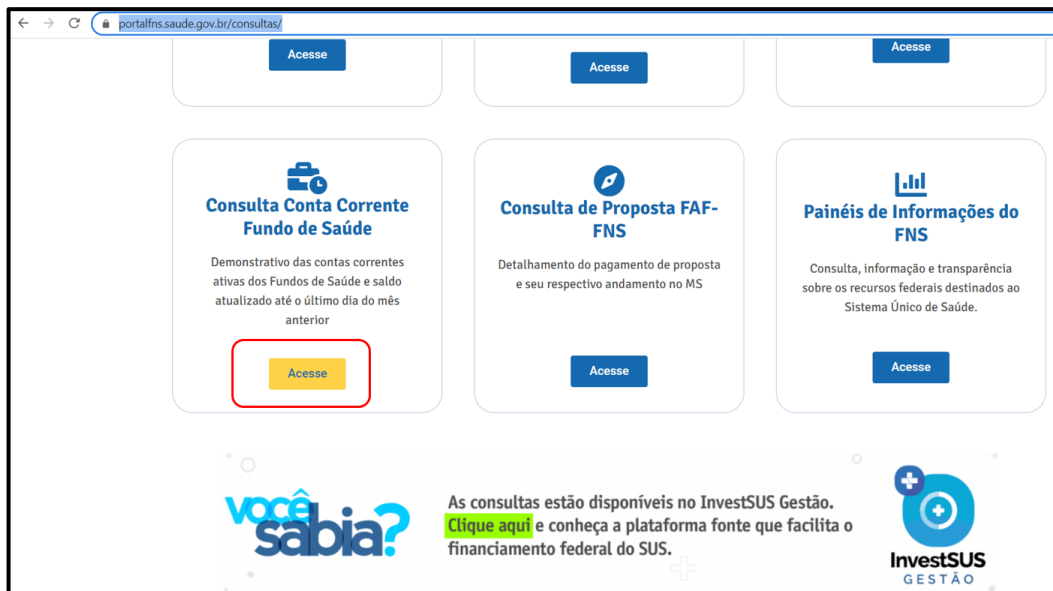 portalfns.saude.gov.br/consultas/
Acesse
Acesse
Acesse
Consulta Conta Corrente
Fundo de Saúde
Demonstrativo das contas correntes
ativas dos Fundos de Saúde e saldo
atualizado até o último dia do mês
anterior
Acesse
Consulta de Proposta FAF-
FNS
Detalhamento do pagamento de proposta
e seu respectivo andamento no MS
Acesse
Painéis de Informações do
FNS
Consulta, informação e transparência
sobre os recursos federais destinados ao
Sistema Único de Saúde.
Acesse
você
sabia?
As consultas estão disponíveis no InvestSUS Gestão.
Clique aqui e conheça a plataforma fonte que facilita o
financiamento federal do SUS.
InvestSUS
GESTÃO